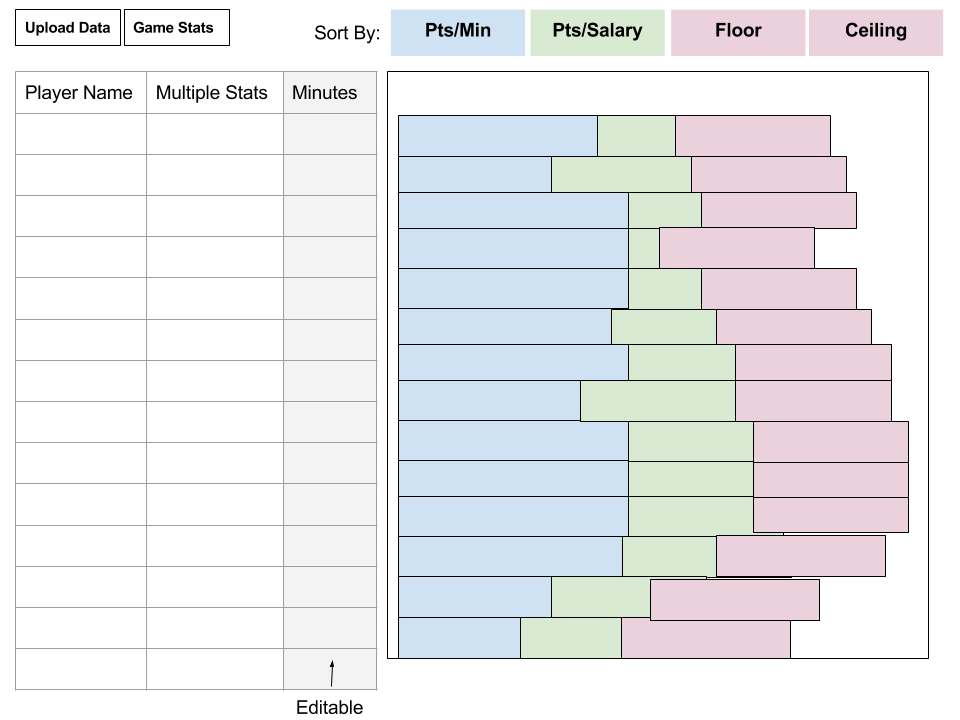 Upload Data
Game Stats
Sort By:
Pts/Min
Pts/Salary
Floor
Ceiling
Player Name
Multiple Stats
Minutes
Editable